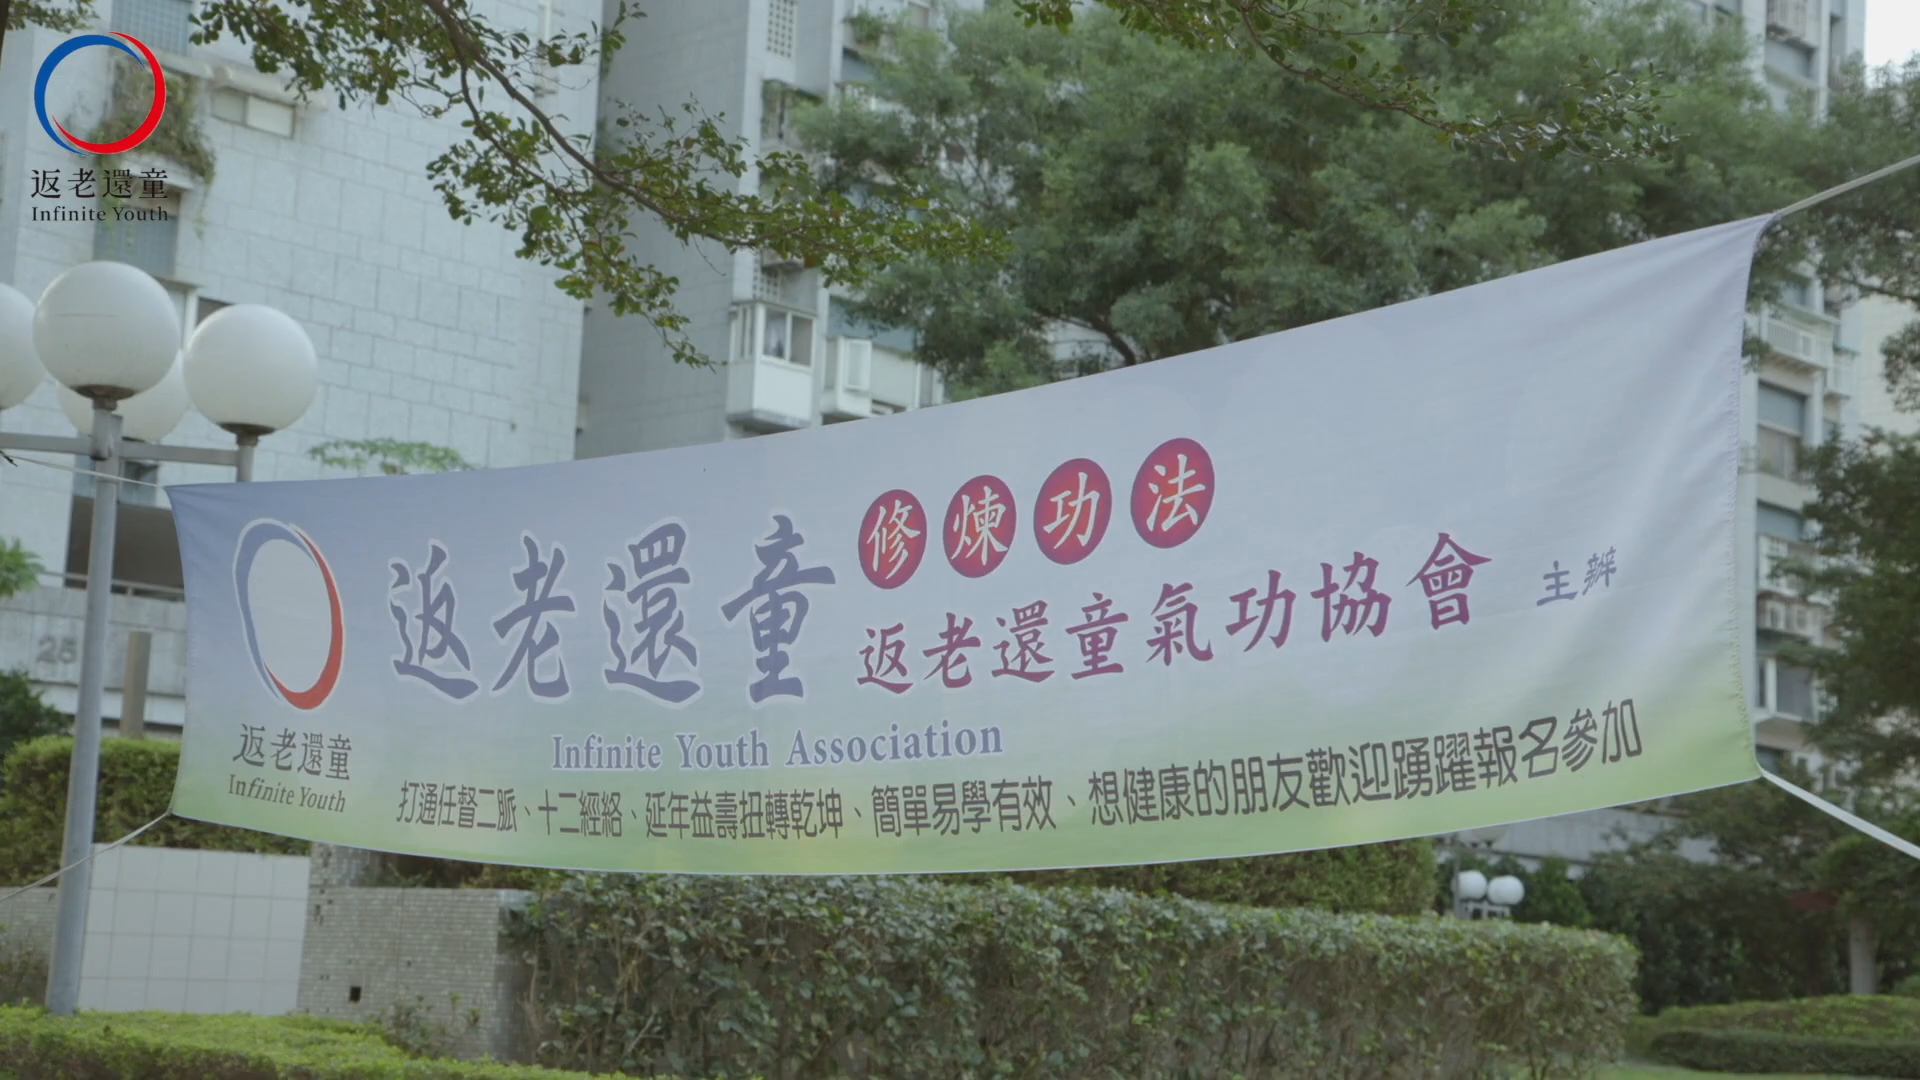 返老還童
Infinite Youth
返老還童
Infinite Youth
返老還童
修煉功法
返老還童氣功協會 主辦
Infinite Youth Association
打通任督二脈、十二經絡、延年益壽扭轉乾坤、簡單易學有效、想健康的朋友歡迎踴躍報名參加
25